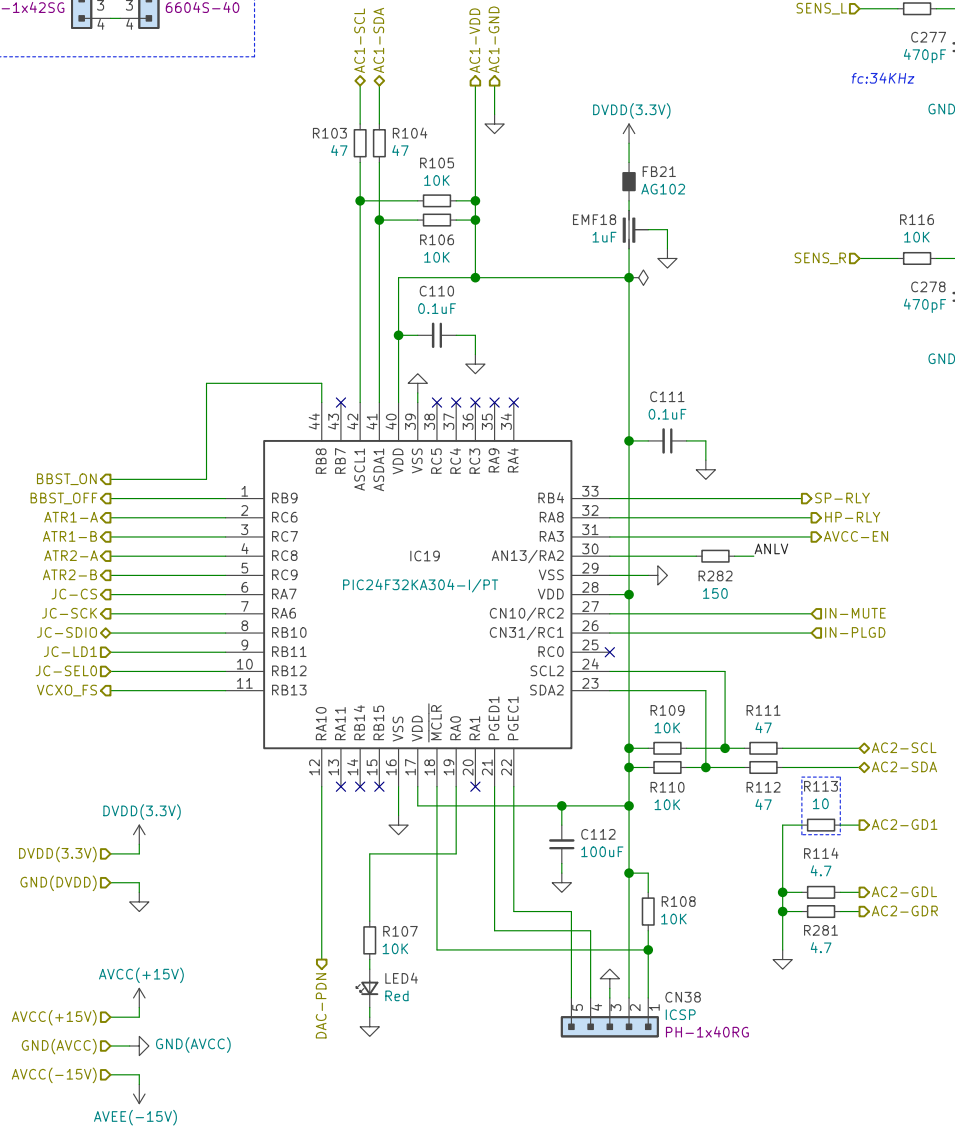 -1x42SG
3
3
6604S-40
4
4
AC1-SCL
AC1-SDA
AC1-VDD
AC1-GND
SENS_L
C277
470pF
fc:34KHz
GND
DVDD(3.3V)
R103
47
R104
47
R105
10K
R106
10K
FB21
AG102
EMF18
1uF
R116
10K
SENS_R
C278
470pF
GND
C110
0.1uF
C111
0.1uF
44
43
42
41
40
39
38
37
36
35
34
RB8
RB7
ASCL1
ASDA1
VDD
VSS
RC5
RC4
RC3
RA9
RA4
BBST_ON
BBST_OFF 1 RB9
ATR1-A 2 RC6
ATR1-B 3 RC7
ATR2-A 4 RC8
ATR2-B 5 RC9
JC-CS 6 RA7
JC-SCK 7 RA6
JC-SDIO 8 RB10
JC-LD1 9 RB11
JC-SEL0 10 RB12
VCXO_FS 11 RB13
IC19
PIC24F32KA304-I/PT
RB4 33 SP-RLY
RA8 32 HP-RLY
RA3 31 AVCC-EN
AN13/RA2 30 ANLV
R282
150
VSS 29
VDD 28
CN10/RC2 27 IN-MUTE
CN31/RC1 26 IN-PLGD
RC0 25
SCL2 24
SDA2 23
RA10
RA11
RB14
RB15
VSS
VDD
MCLR
RA0
RA1
PGED1
PGEC1
12
13
14
15
16
17
18
19
20
21
22
R109
10K
R111
47
AC2-SCL
AC2-SDA
R110
10K
R112
47
R113
10
AC2-GD1
R114
4.7
AC2-GDL
AC2-GDR
R281
4.7
C112
100uF
R108
10K
R107
10K
LED4
Red
DAC-PDN
5
4
3
2
1
CN38
ICSP
PH-1x40RG
DVDD(3.3V)
DVDD(3.3V)
GND(DVDD)
AVCC(+15V)
AVCC(+15V)
GND(AVCC) GND(AVCC)
AVCC(-15V)
AVEE(-15V)